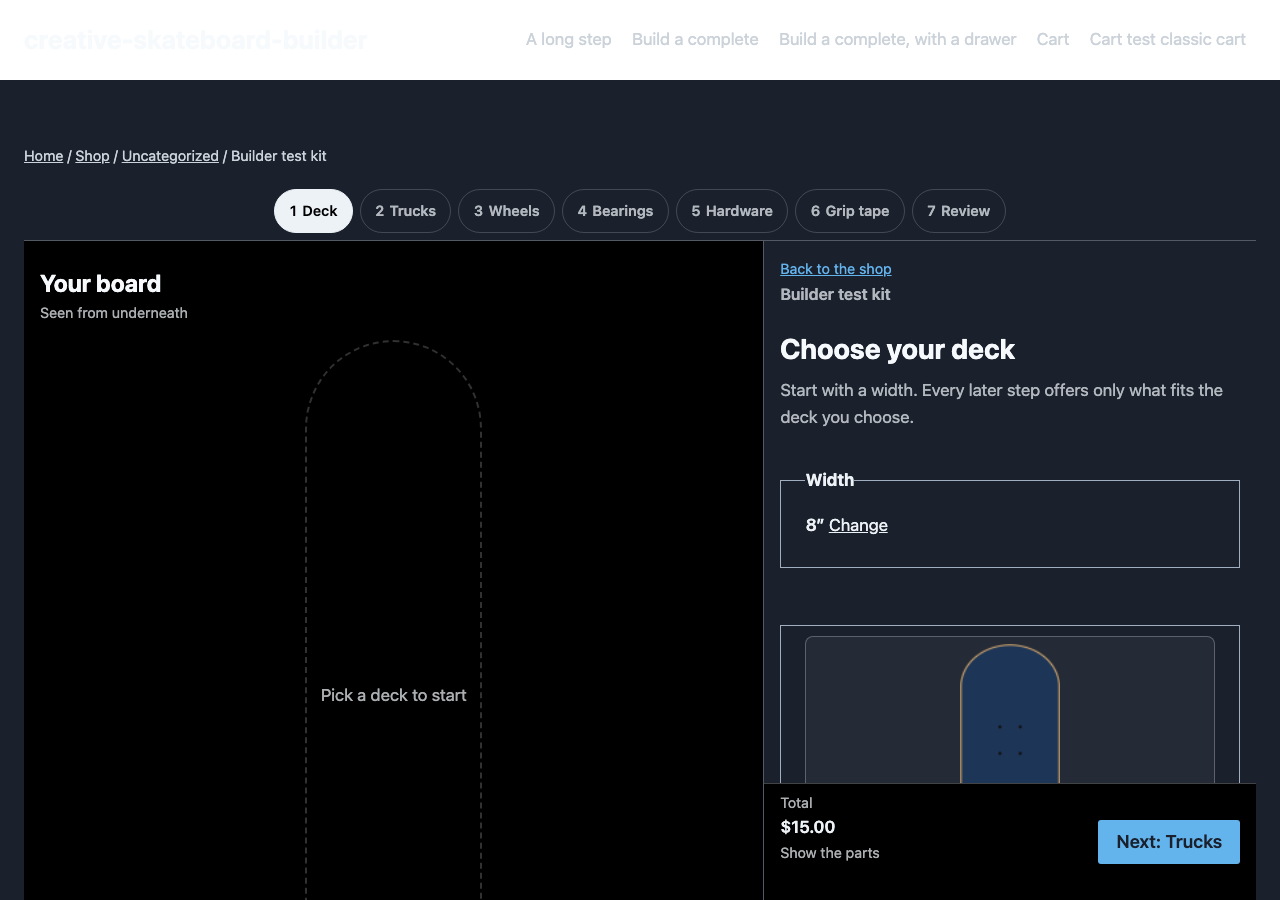 creative-skateboard-builder
A long step
Build a complete
Build a complete, with a drawer
Cart
Cart test classic cart
Home / Shop / Uncategorized / Builder test kit
1 Deck
2 Trucks
3 Wheels
4 Bearings
5 Hardware
6 Grip tape
7 Review
Your board
Seen from underneath
Pick a deck to start
Back to the shop
Builder test kit
Choose your deck
Start with a width. Every later step offers only what fits the
deck you choose.
Width
8″ Change
Total
$15.00
Show the parts
Next: Trucks